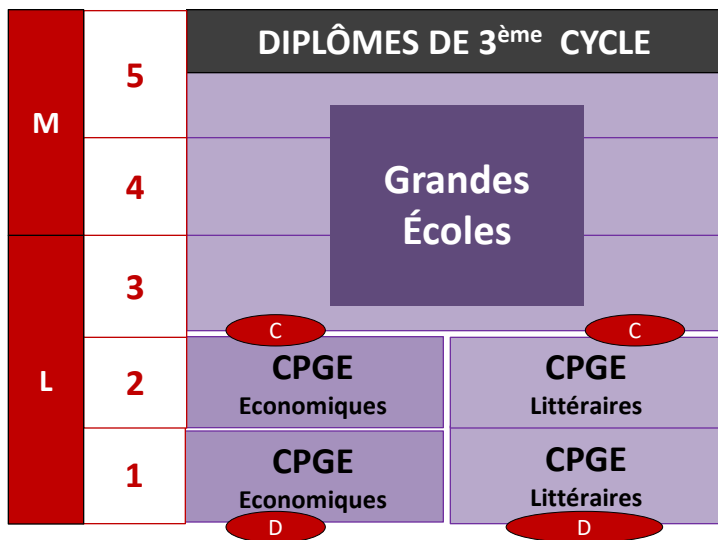 DIPLÔMES DE 3ème CYCLE
5
M
4
Grandes
Écoles
3
C
C
L
2
CPGE
Economiques
CPGE
Littéraires
1
CPGE
Economiques
CPGE
Littéraires
D
D